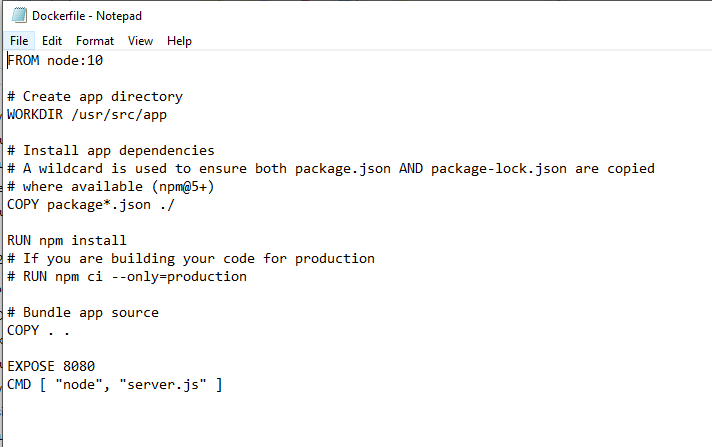 Dockerfile - Notepad
File Edit Format View Help
FROM node:10
# Create app directory
WORKDIR /usr/src/app
# Install app dependencies
# A wildcard is used to ensure both package.json AND package-lock.json are copied
# where available (npm@5+)
COPY package*.json ./
RUN npm install
# If you are building your code for production
# RUN npm ci --only=production
# Bundle app source
COPY . .
EXPOSE 8080
CMD [ "node", "server.js" ]